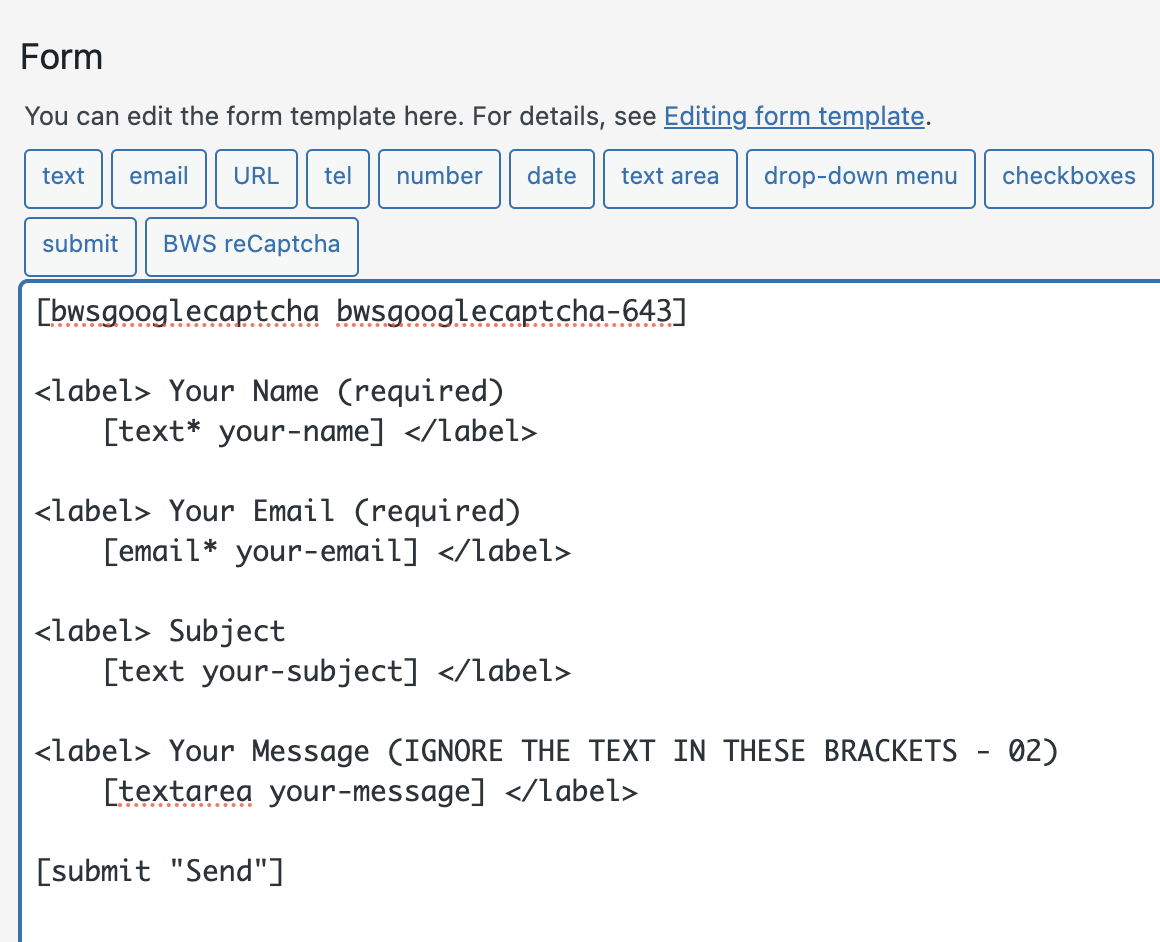 Form
You can edit the form template here. For details, see Editing form template.
text email URL tel number date text area drop-down menu checkboxes
submit BWS reCaptcha
[bwsgooglecaptcha bwsgooglecaptcha-643]
<label> Your Name (required)
[text* your-name] </label>
<label> Your Email (required)
[email* your-email] </label>
<label> Subject
[text your-subject] </label>
<label> Your Message (IGNORE THE TEXT IN THESE BRACKETS - 02)
[textarea your-message] </label>
[submit "Send"]